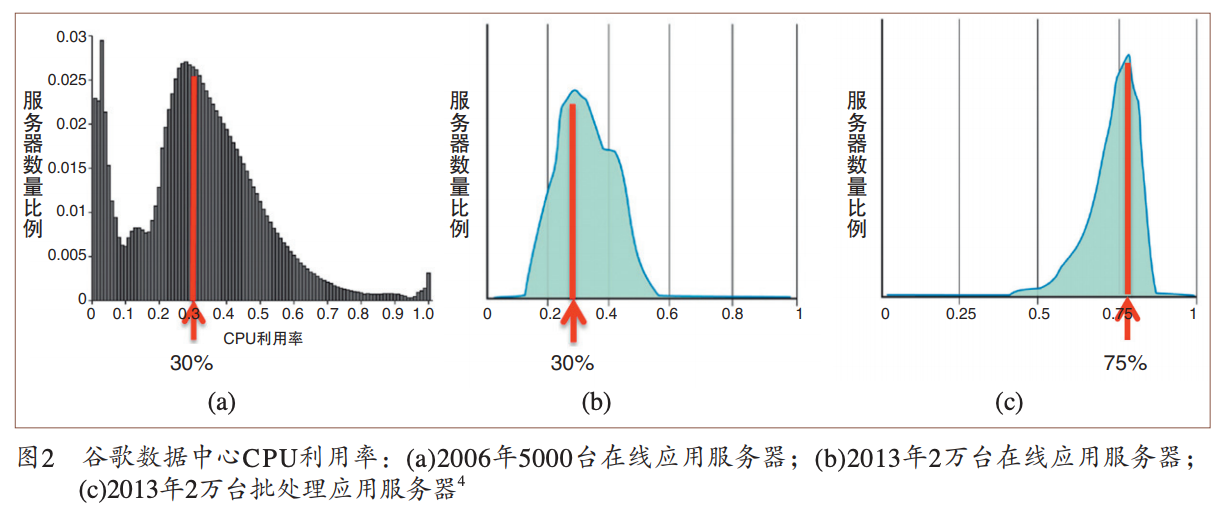 0.03
0.025
0.02
0.015
0.01
0.005
0
服务器数量比例
0 0.1 0.2 0.3 0.4 0.5 0.6 0.7 0.8 0.9 1.0
CPU利用率
30%
(a)
服务器数量比例
0 0.2 0.4 0.6 0.8 1
30%
(b)
服务器数量比例
0 0.25 0.5 0.75 1
75%
(c)
图2 谷歌数据中心CPU利用率：(a)2006年5000台在线应用服务器；(b)2013年2万台在线应用服务器；
(c)2013年2万台批处理应用服务器4